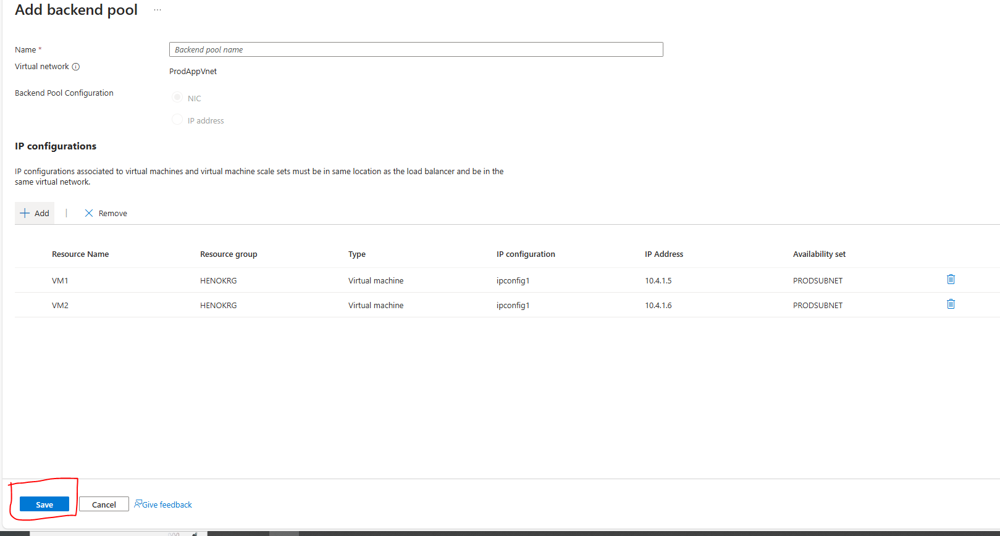 Add backend pool ...
Name * Backend pool name
Virtual network ProdAppVnet
Backend Pool Configuration NIC
IP address
IP configurations
IP configurations associated to virtual machines and virtual machine scale sets must be in same location as the load balancer and be in the
same virtual network.
Add | Remove
Resource Name Resource group Type IP configuration IP Address Availability set
VM1 HENOKRG Virtual machine ipconfig1 10.4.1.5 PRODSUBNET
VM2 HENOKRG Virtual machine ipconfig1 10.4.1.6 PRODSUBNET
Save Cancel Give feedback